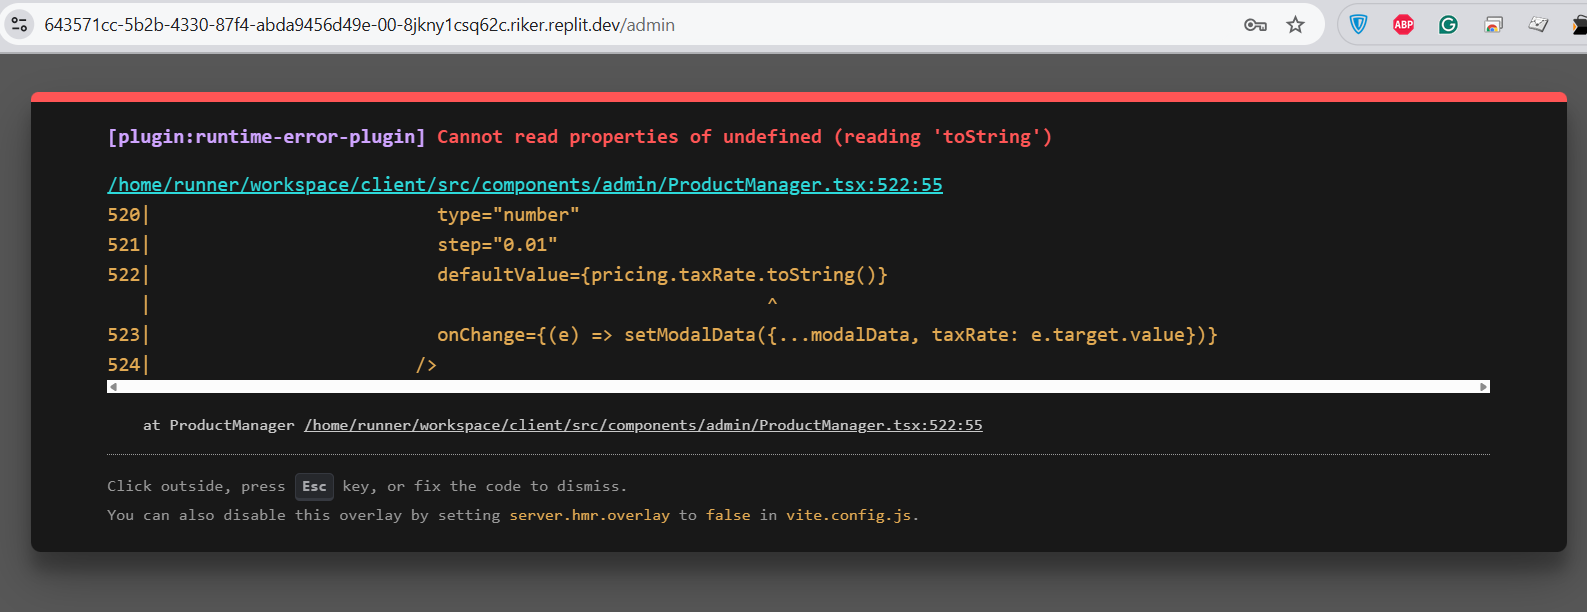 643571cc-5b2b-4330-87f4-abda9456d49e-00-8jkny1csq62c.riker.replit.dev/admin
ABP
[plugin:runtime-error-plugin] Cannot read properties of undefined (reading 'toString')
/home/runner/workspace/client/src/components/admin/ProductManager.tsx:522:55
520|                          type="number"
521|                          step="0.01"
522|                          defaultValue={pricing.taxRate.toString()}
   |                                                        ^
523|                          onChange={(e) => setModalData({...modalData, taxRate: e.target.value})}
524|                        />
at ProductManager /home/runner/workspace/client/src/components/admin/ProductManager.tsx:522:55
Click outside, press Esc key, or fix the code to dismiss.
You can also disable this overlay by setting server.hmr.overlay to false in vite.config.js.